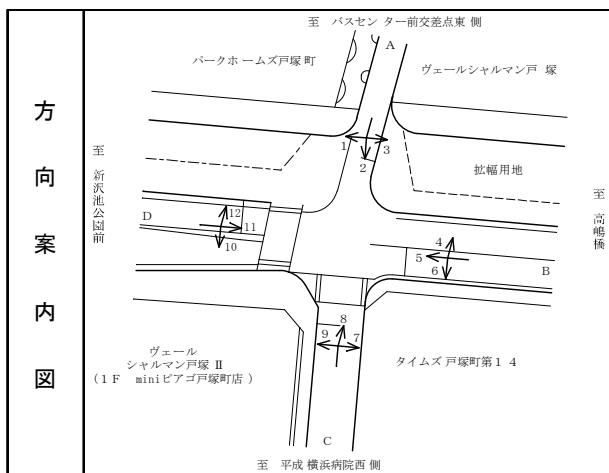 方向案内図
至 バスセンター前交差点東側
A
パークホームズ戸塚町
ヴェールシャルマン戸塚
1
2
3
拡幅用地
至 新沢池公園前
至 高嶋橋
D
12
11
10
4
5
6
B
8
9
7
ヴェール
シャルマン戸塚 Ⅱ
(1F miniピアゴ戸塚町店)
タイムズ戸塚町第14
C
至 平成横浜病院西側